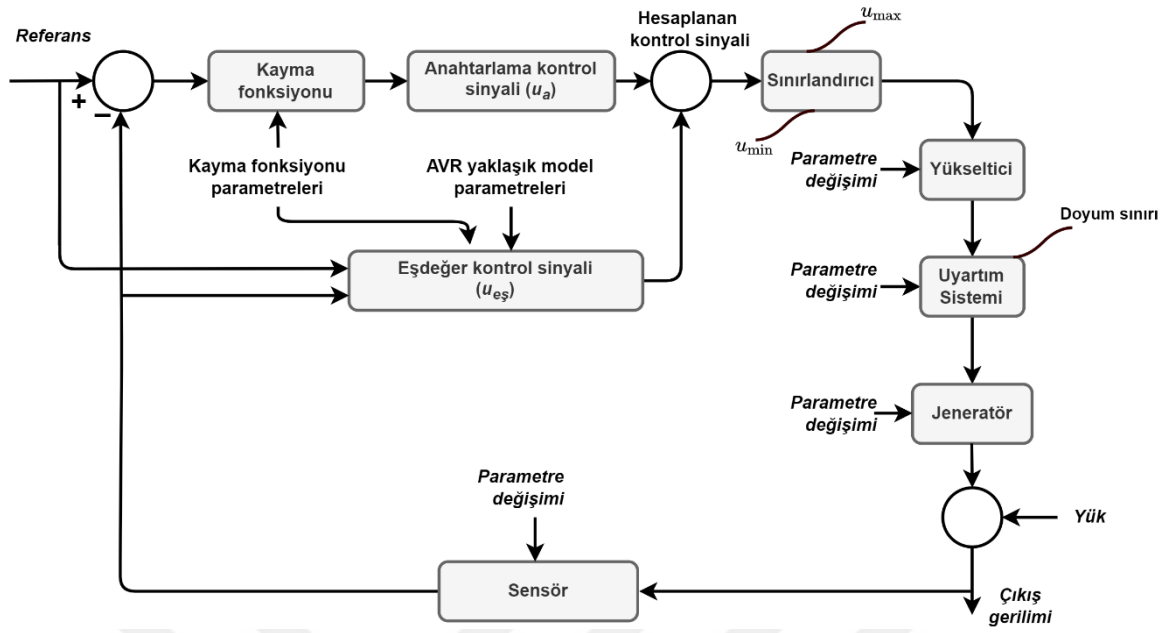 Referans
+
−
Kayma
fonksiyonu
Anahtarlama kontrol
sinyali (uₐ)
Hesaplanan
kontrol sinyali
Sınırlandırıcı
u_max
u_min
Kayma fonksiyonu
parametreleri
AVR yaklaşık model
parametreleri
Eşdeğer kontrol sinyali
(u_eş)
Parametre
değişimi
Yükseltici
Doyum sınırı
Parametre
değişimi
Uyartım
Sistemi
Parametre
değişimi
Jeneratör
Yük
Parametre
değişimi
Sensör
Çıkış
gerilimi